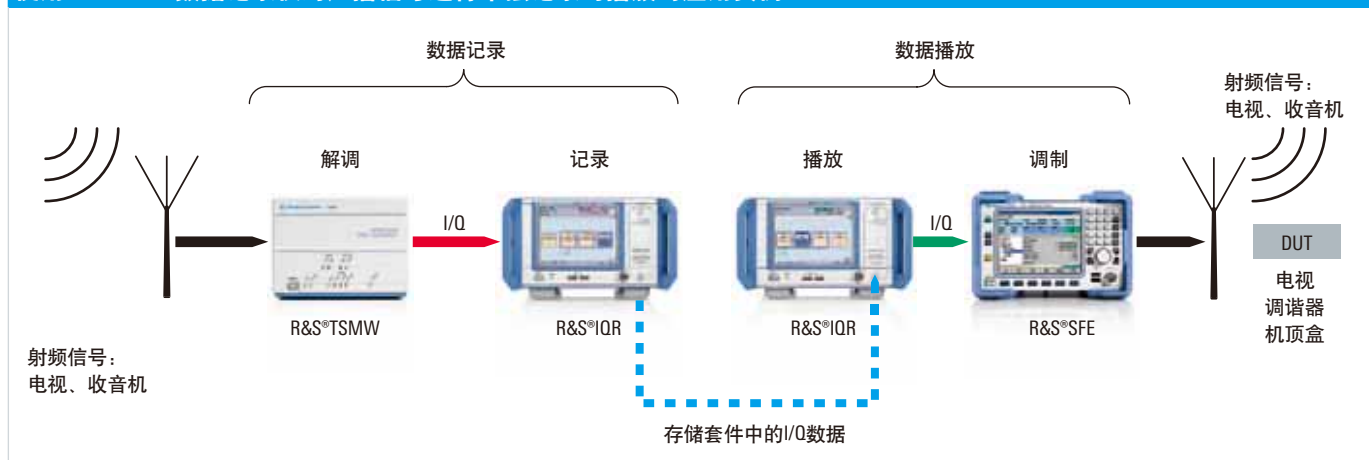 数据记录
数据播放
射频信号：
电视、收音机
解调
记录
播放
调制
I/Q
I/Q
DUT
电视
调谐器
机顶盒
R&S®TSMW
R&S®IQR
R&S®IQR
R&S®SFE
射频信号：
电视、收音机
存储套件中的I/Q数据